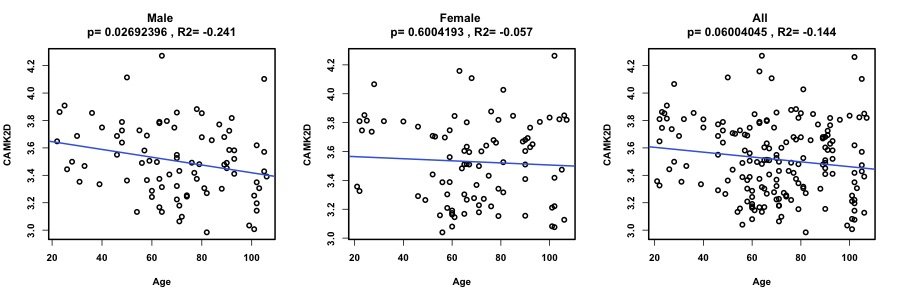 Male
p= 0.02692396 , R2= -0.241
CAMK2D
4.2
4.0
3.8
3.6
3.4
3.2
3.0
20 40 60 80 100
Age
Female
p= 0.6004193 , R2= -0.057
CAMK2D
4.2
4.0
3.8
3.6
3.4
3.2
3.0
20 40 60 80 100
Age
All
p= 0.06004045 , R2= -0.144
CAMK2D
4.2
4.0
3.8
3.6
3.4
3.2
3.0
20 40 60 80 100
Age